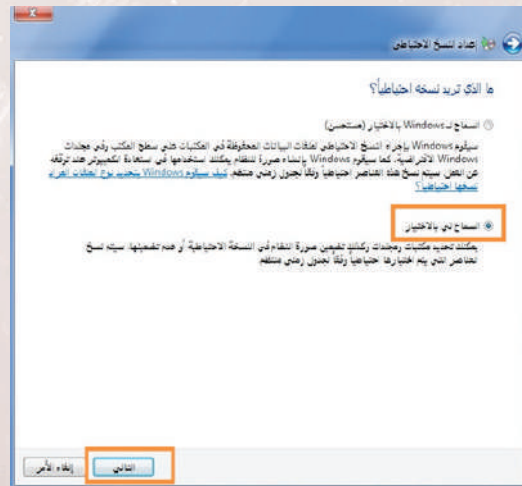 إعداد النسخ الاحتياطي
ما الذي تريد نسخه احتياطياً؟
السماح لـ Windows بالاختيار (مستحسن)
سيقوم Windows بإجراء النسخ الاحتياطي لملفات البيانات المحفوظة في المكتبات على سطح المكتب وفي مجلدات
Windows الافتراضية. كما سيقوم Windows بإنشاء صورة للنظام يمكنك استخدامها في استعادة الكمبيوتر عند توقفه
عن العمل. سيتم نسخ هذه العناصر احتياطياً وفقاً لجدول زمني منتظم. كيف سيقوم Windows بتحديد نوع الملفات المراد
نسخها احتياطياً؟
السماح لي بالاختيار
يمكنك تحديد مكتبات ومجلدات وكذلك تضمين صورة النظام في النسخة الاحتياطية أو عدم تضمينها. سيتم نسخ
العناصر التي يتم اختيارها احتياطياً وفقاً لجدول زمني منتظم.
التالي
إلغاء الأمر